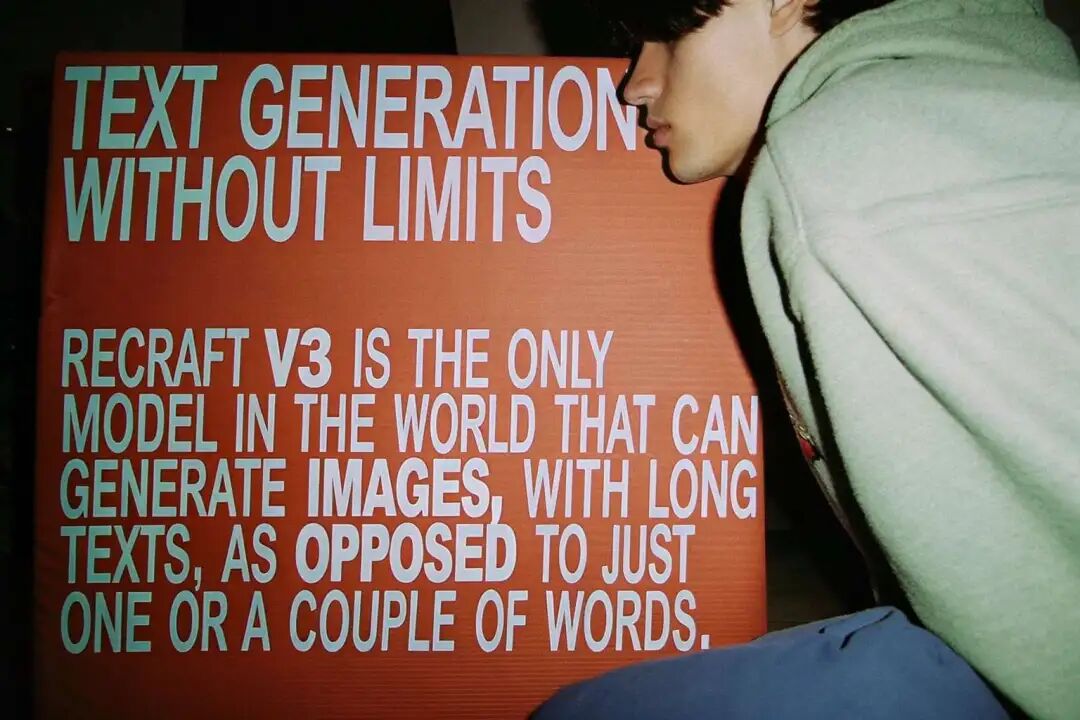 TEXT GENERATION
WITHOUT LIMITS
RECRAFT V3 IS THE ONLY
MODEL IN THE WORLD THAT CAN
GENERATE IMAGES, WITH LONG
TEXTS, AS OPPOSED TO JUST
ONE OR A COUPLE OF WORDS.